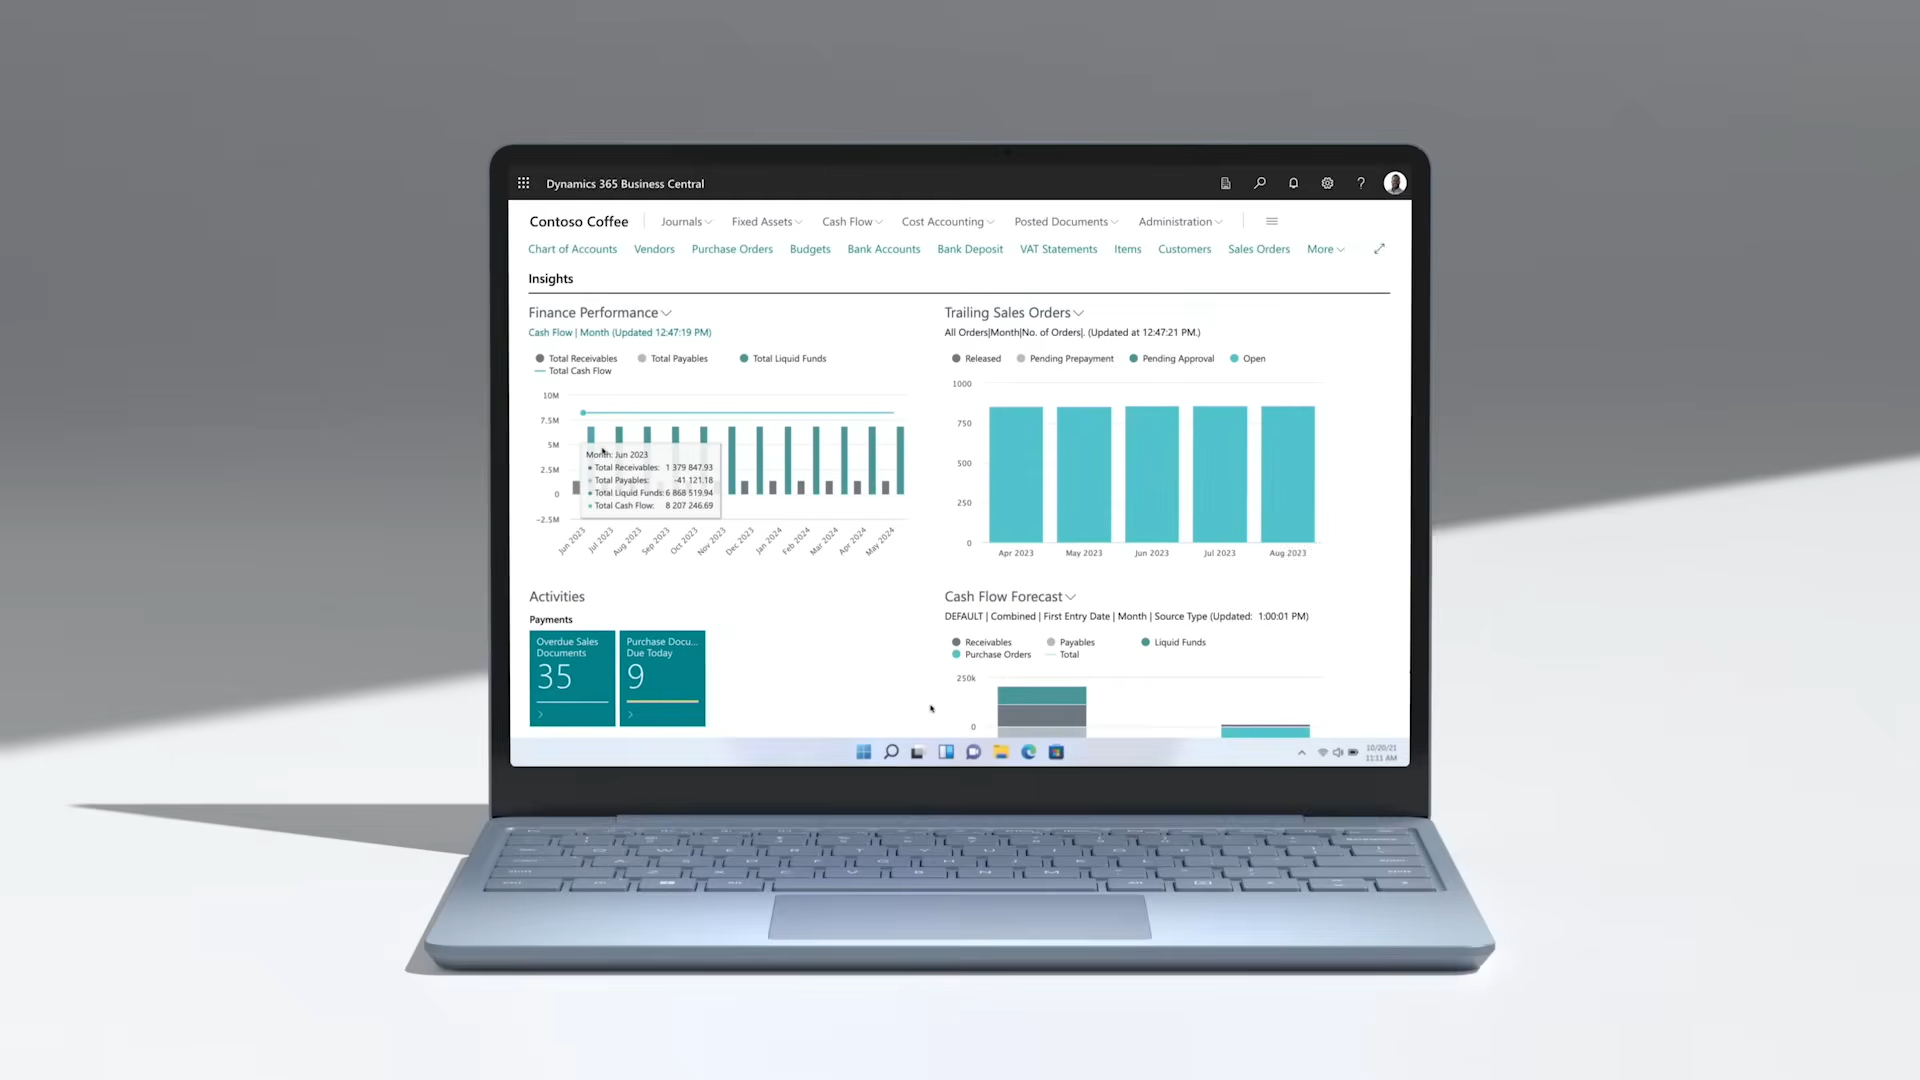 Dynamics 365 Business Central
Contoso Coffee
Journals
Fixed Assets
Cash Flow
Cost Accounting
Posted Documents
Administration
Chart of Accounts
Vendors
Purchase Orders
Budgets
Bank Accounts
Bank Deposit
VAT Statements
Items
Customers
Sales Orders
More
Insights
Finance Performance
Cash Flow | Month (Updated 12:47:19 PM)
Total Receivables
Total Payables
Total Liquid Funds
Total Cash Flow
10M
7.5M
5M
2.5M
0
-2.5M
Month: Jun 2023
Total Receivables: 1 379 847.93
Total Payables: -41 121.18
Total Liquid Funds: 6 868 519.94
Total Cash Flow: 8 207 246.69
Jun 2023
Jul 2023
Aug 2023
Sep 2023
Oct 2023
Nov 2023
Dec 2023
Jan 2024
Feb 2024
Mar 2024
Apr 2024
May 2024
Trailing Sales Orders
All Orders|Month|No. of Orders|. (Updated at 12:47:21 PM.)
Released
Pending Prepayment
Pending Approval
Open
1000
750
500
250
0
Apr 2023
May 2023
Jun 2023
Jul 2023
Aug 2023
Activities
Payments
Overdue Sales
Documents
35
Purchase Docu...
Due Today
9
Cash Flow Forecast
DEFAULT | Combined | First Entry Date | Month | Source Type (Updated: 1:00:01 PM)
Receivables
Payables
Liquid Funds
Purchase Orders
Total
250k
0
10/20/21
11:11 AM